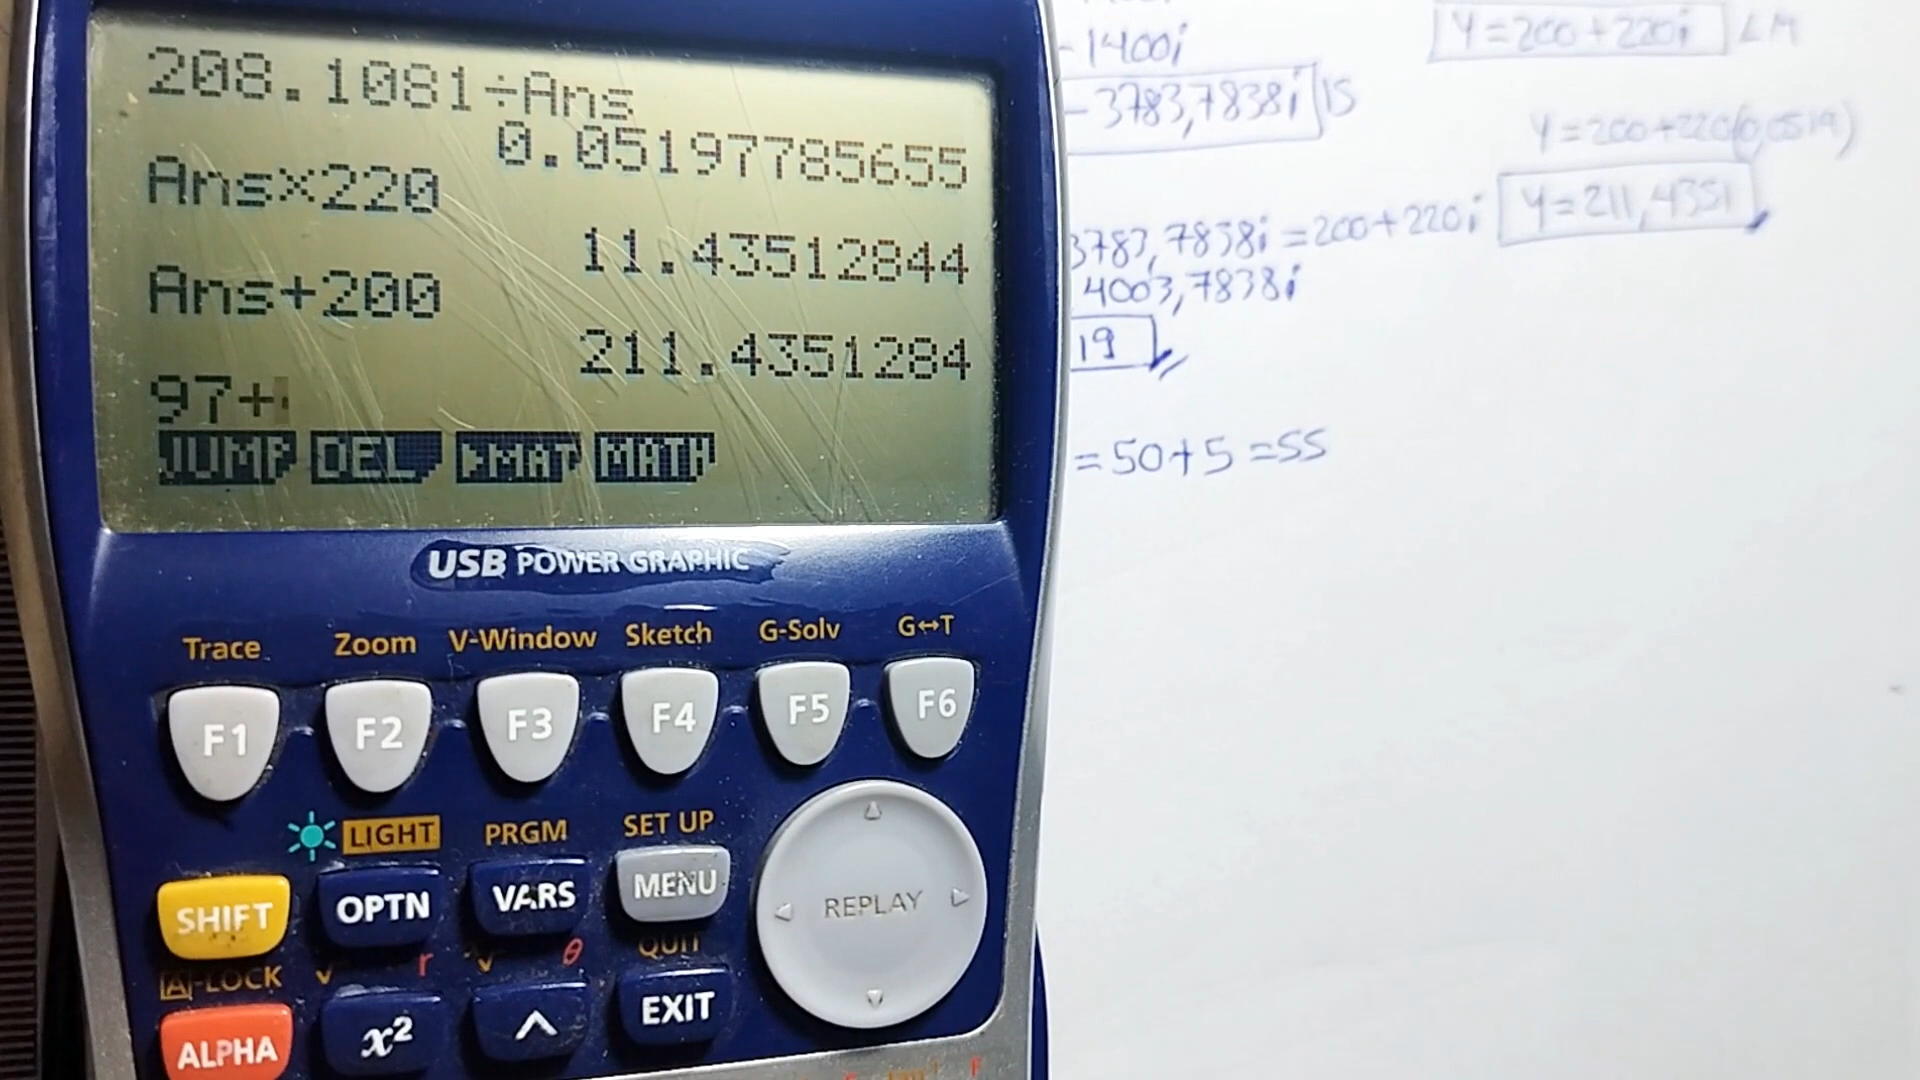 208.1081÷Ans
0.05197785655
Ans×220
11.43512844
Ans+200
211.4351284
97+
JUMP DEL ▶MAT MATH
USB POWER GRAPHIC
Trace Zoom V-Window Sketch G-Solv G↔T
F1 F2 F3 F4 F5 F6
LIGHT PRGM SET UP
SHIFT OPTN VARS MENU
REPLAY
A-LOCK √ r θ QUIT
ALPHA x² ^ EXIT
-1400i
-3783,7838i IS
3783,7838i=200+220i
4003,7838i
19
=50+5=55
Y=200+220i LM
Y=200+220(0,0519)
Y=211,4351